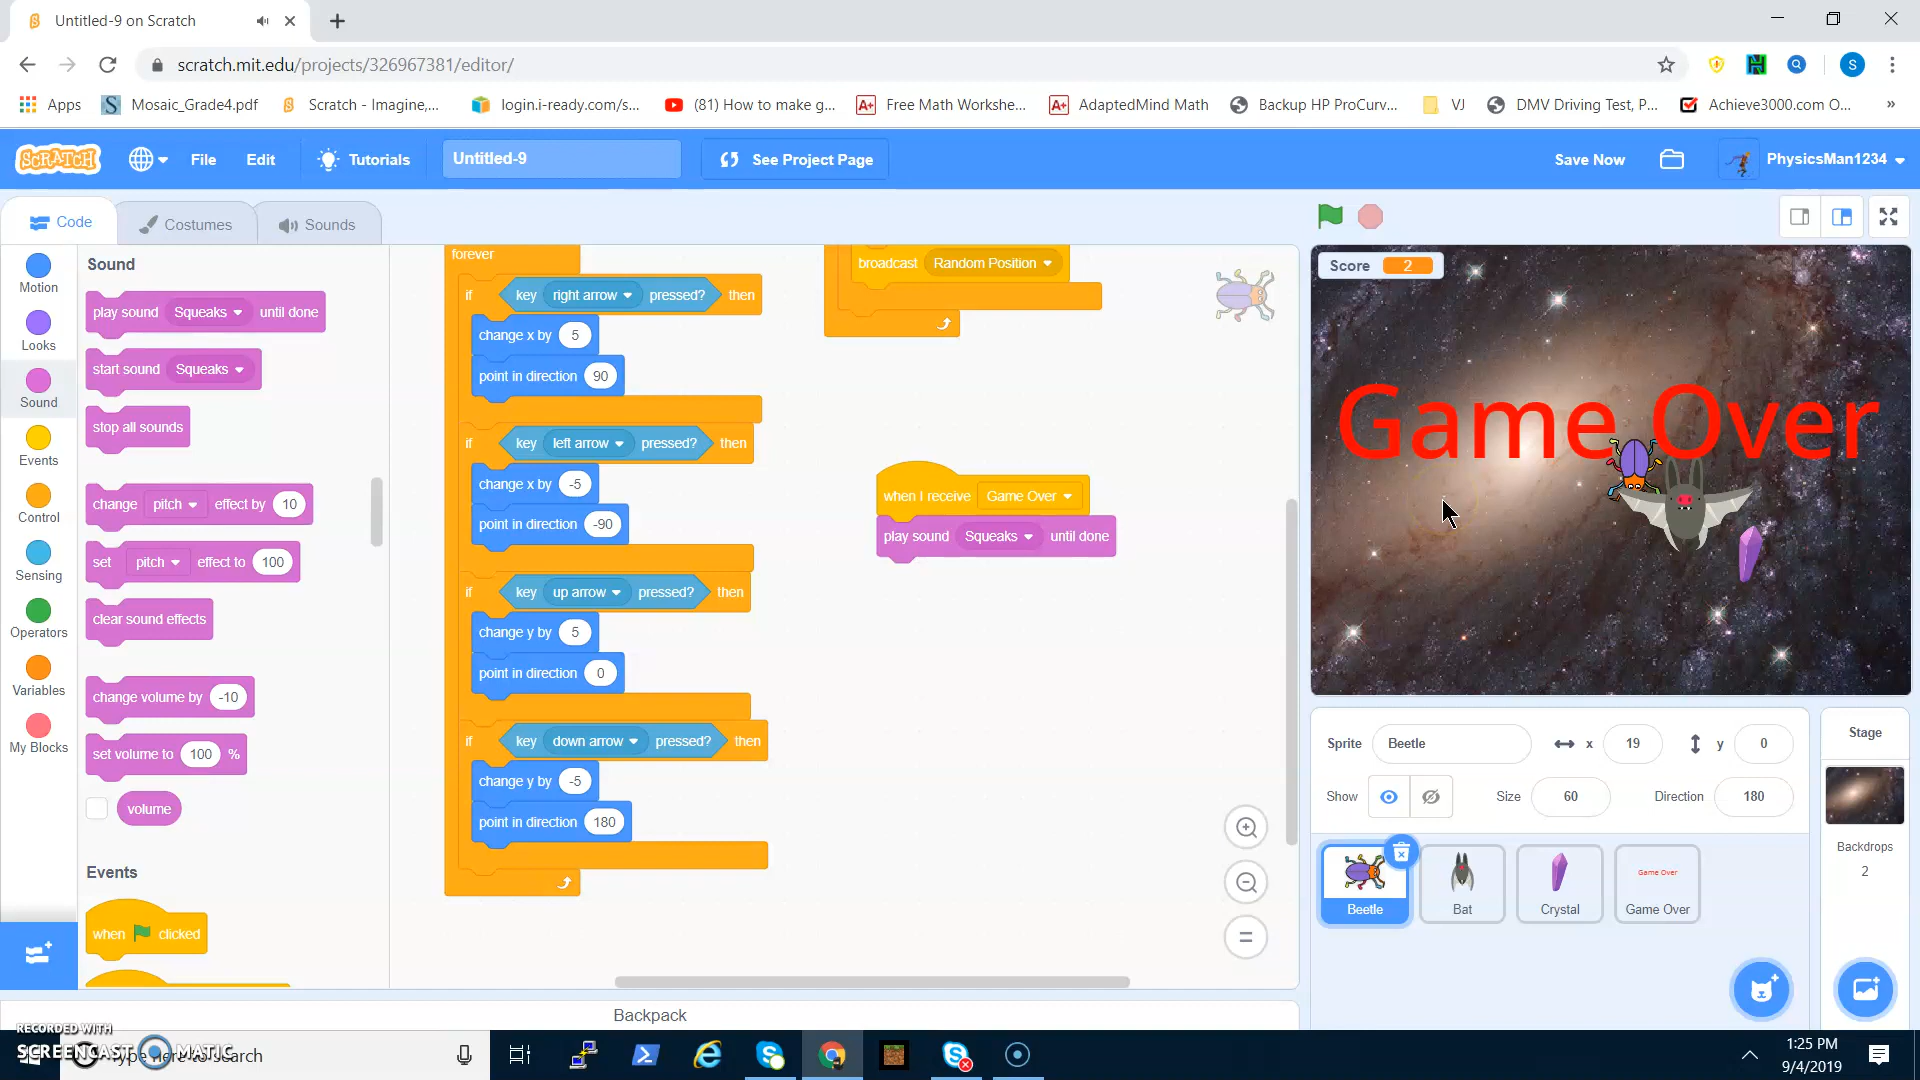 Untitled-9 on Scratch
scratch.mit.edu/projects/326967381/editor/
S
Apps
Mosaic_Grade4.pdf
Scratch - Imagine,...
login.i-ready.com/s...
(81) How to make g...
Free Math Workshe...
AdaptedMind Math
Backup HP ProCurv...
VJ
DMV Driving Test, P...
Achieve3000.com O...
SCRATCH
File
Edit
Tutorials
Untitled-9
See Project Page
Save Now
PhysicsMan1234
Code
Costumes
Sounds
Motion
Looks
Sound
Events
Control
Sensing
Operators
Variables
My Blocks
Sound
play sound Squeaks until done
start sound Squeaks
stop all sounds
change pitch effect by 10
set pitch effect to 100
clear sound effects
change volume by -10
set volume to 100 %
volume
Events
when clicked
forever
if key right arrow pressed? then
change x by 5
point in direction 90
if key left arrow pressed? then
change x by -5
point in direction -90
if key up arrow pressed? then
change y by 5
point in direction 0
if key down arrow pressed? then
change y by -5
point in direction 180
broadcast Random Position
when I receive Game Over
play sound Squeaks until done
Score 2
Game Over
Sprite Beetle x 19 y 0
Show Size 60 Direction 180
Beetle
Bat
Crystal
Game Over
Game Over
Stage
Backdrops
2
Backpack
RECORDED WITH
SCREENCAST MATIC
Type here to search
1:25 PM
9/4/2019